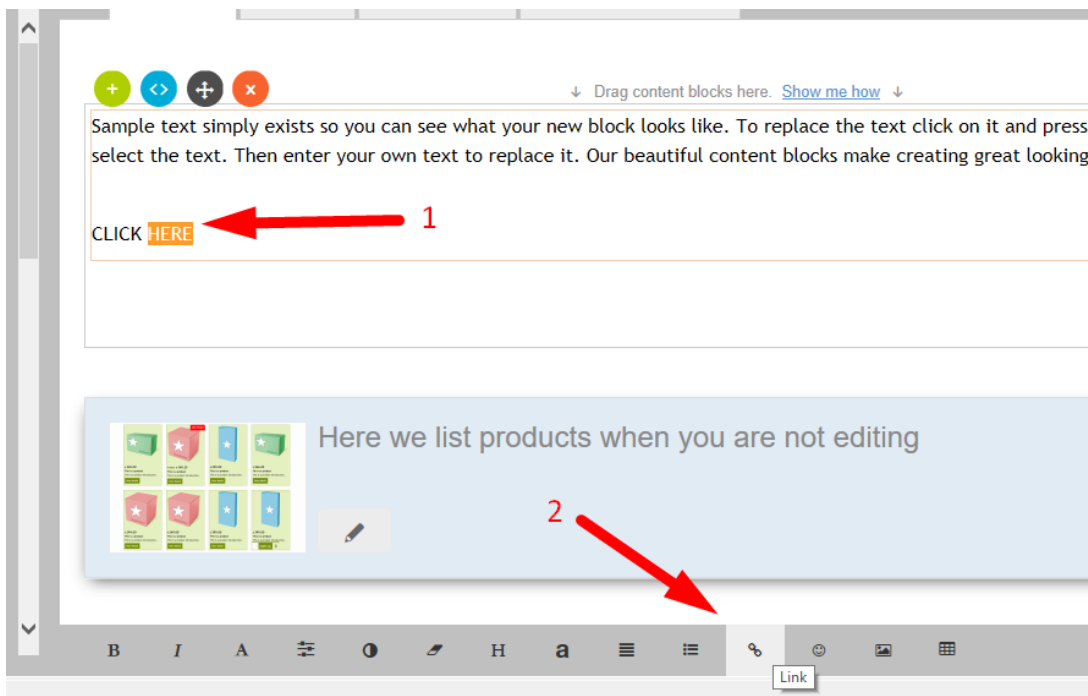 ↓ Drag content blocks here. Show me how ↓
Sample text simply exists so you can see what your new block looks like. To replace the text click on it and press
select the text. Then enter your own text to replace it. Our beautiful content blocks make creating great looking
1
CLICK HERE
Here we list products when you are not editing
2
B I A H a
Link